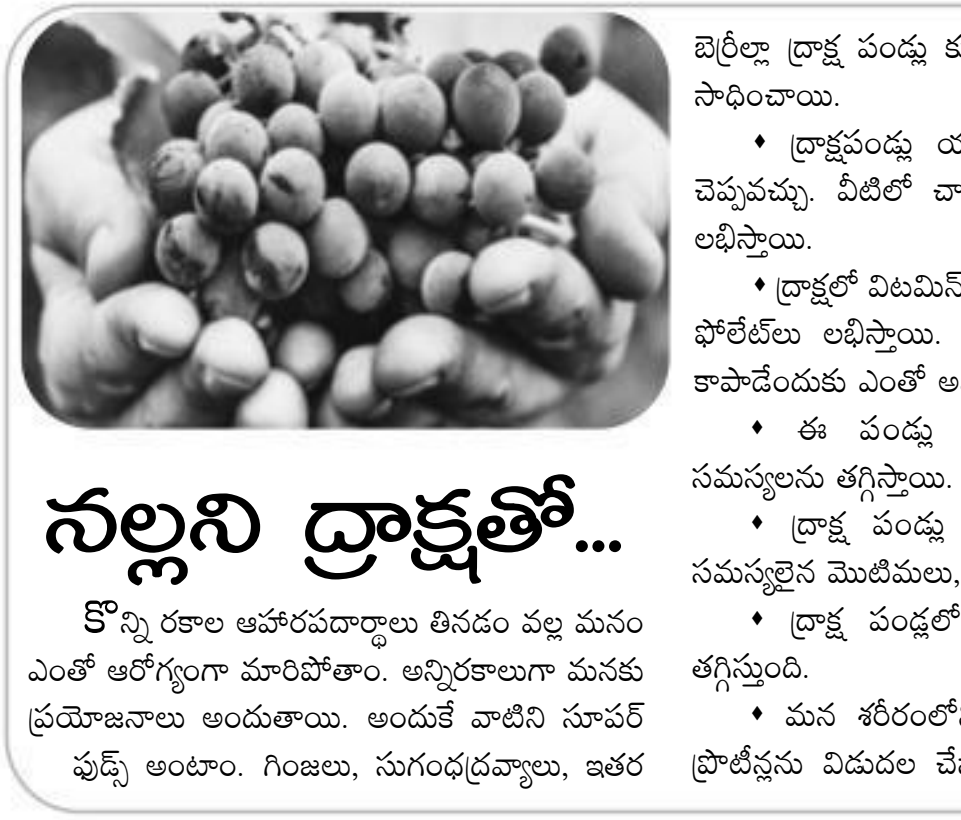 నల్లని ద్రాక్షతో...
కొన్ని రకాల ఆహారపదార్థాలు తినడం వల్ల మనం
ఎంతో ఆరోగ్యంగా మారిపోతాం. అన్నిరకాలుగా మనకు
ప్రయోజనాలు అందుతాయి. అందుకే వాటిని సూపర్
ఫుడ్స్ అంటాం. గింజలు, సుగంధద్రవ్యాలు, ఇతర
బెర్రీల్లా ద్రాక్ష పండ్లు
సాధించాయి.
♦ ద్రాక్షపండ్లు
చెప్పవచ్చు. వీటిలో
లభిస్తాయి.
♦ ద్రాక్షలో విటమిన్
ఫోలేట్‌లు లభిస్తాయి.
కాపాడేందుకు ఎంతో
♦ ఈ పండ్లు
సమస్యలను తగ్గిస్తాయి.
♦ ద్రాక్ష పండ్లు
సమస్యలైన మొటిమలు,
♦ ద్రాక్ష పండ్లలో
తగ్గిస్తుంది.
♦ మన
ప్రొటీన్లను విడుదల